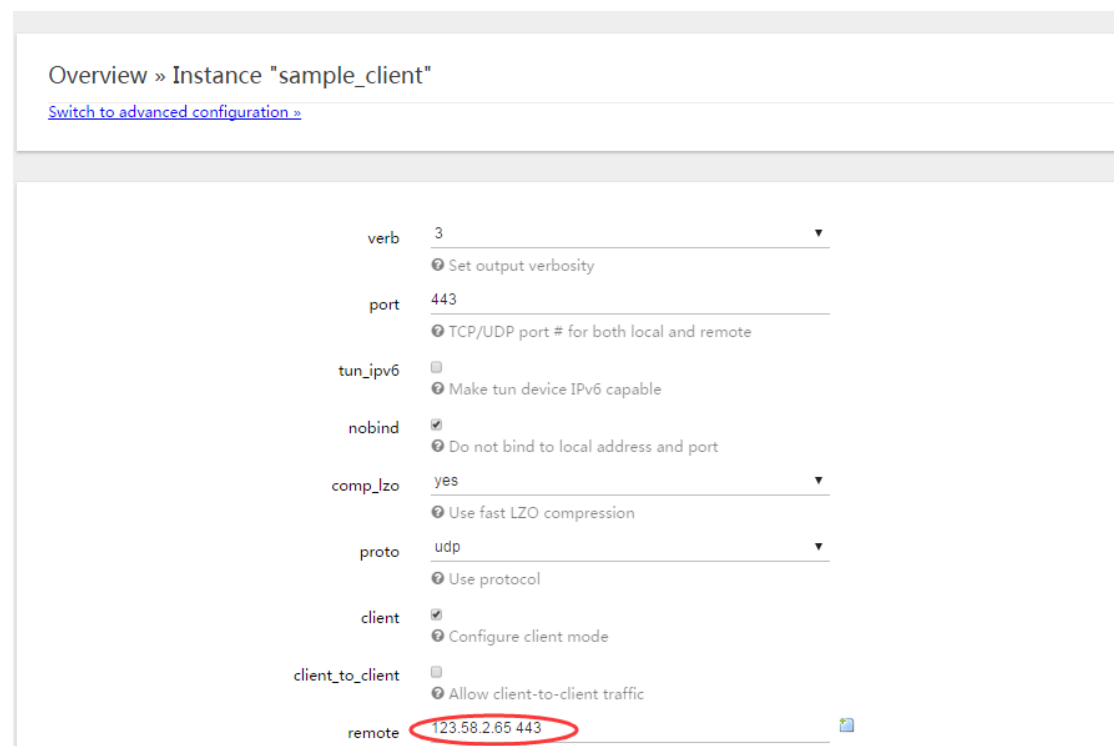 Overview » Instance "sample_client"
Switch to advanced configuration »
verb 3
Set output verbosity
port 443
TCP/UDP port # for both local and remote
tun_ipv6
Make tun device IPv6 capable
nobind
Do not bind to local address and port
comp_lzo yes
Use fast LZO compression
proto udp
Use protocol
client
Configure client mode
client_to_client
Allow client-to-client traffic
remote 123.58.2.65 443